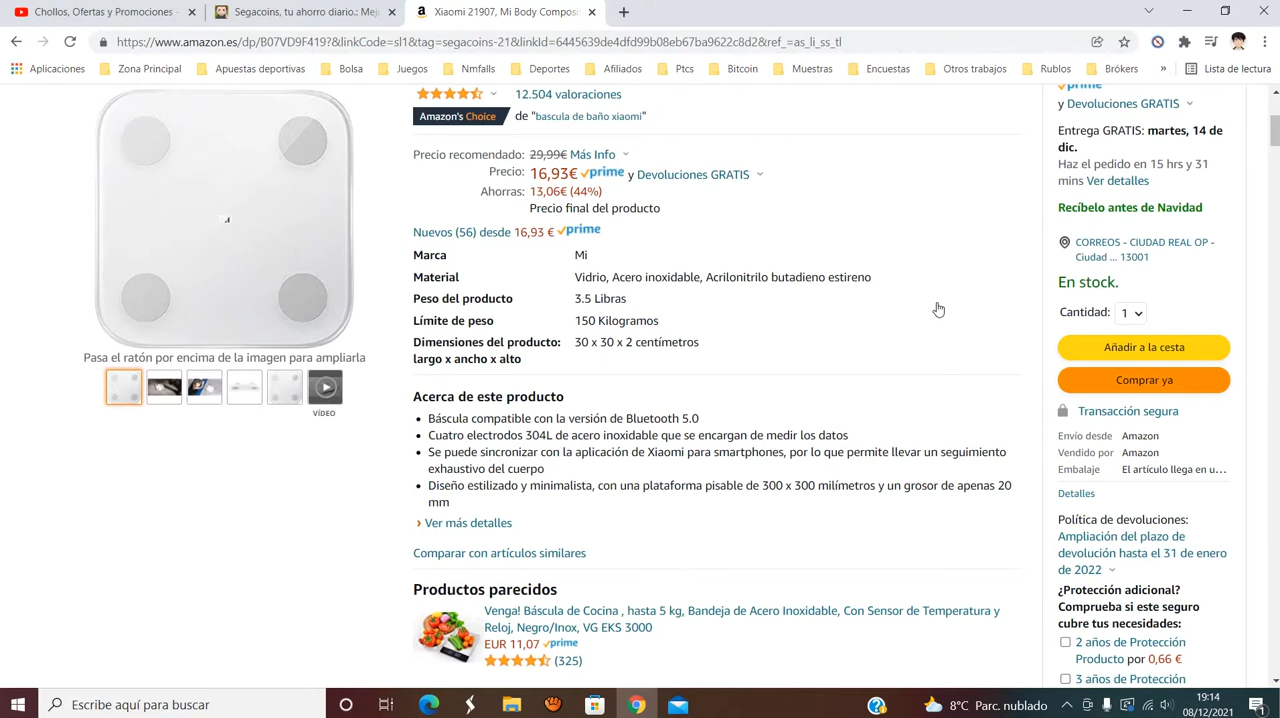 Chollos, Ofertas y Promociones -
Segacoins, tu ahorro diario.: Mej
Xiaomi 21907, Mi Body Composit
https://www.amazon.es/dp/B07VD9F419?&linkCode=sl1&tag=segacoins-21&linkId=6445639de4dfd99b08eb67ba9622c8d2&ref_=as_li_ss_tl
Aplicaciones
Zona Principal
Apuestas deportivas
Bolsa
Juegos
Nmfalls
Deportes
Afiliados
Ptcs
Bitcoin
Muestras
Encuestas
Otros trabajos
Rublos
Brókers
»
Lista de lectura
12.504 valoraciones
Amazon's Choice de "bascula de baño xiaomi"
Precio recomendado: 29,99€ Más Info
Precio: 16,93€ prime y Devoluciones GRATIS
Ahorras: 13,06€ (44%)
Precio final del producto
Nuevos (56) desde 16,93 € prime
Marca Mi
Material Vidrio, Acero inoxidable, Acrilonitrilo butadieno estireno
Peso del producto 3.5 Libras
Límite de peso 150 Kilogramos
Dimensiones del producto: 30 x 30 x 2 centímetros
largo x ancho x alto
Pasa el ratón por encima de la imagen para ampliarla
VÍDEO
Acerca de este producto
• Báscula compatible con la versión de Bluetooth 5.0
• Cuatro electrodos 304L de acero inoxidable que se encargan de medir los datos
• Se puede sincronizar con la aplicación de Xiaomi para smartphones, por lo que permite llevar un seguimiento
exhaustivo del cuerpo
• Diseño estilizado y minimalista, con una plataforma pisable de 300 x 300 milímetros y un grosor de apenas 20
mm
› Ver más detalles
Comparar con artículos similares
Productos parecidos
Venga! Báscula de Cocina , hasta 5 kg, Bandeja de Acero Inoxidable, Con Sensor de Temperatura y
Reloj, Negro/Inox, VG EKS 3000
EUR 11,07 prime
(325)
prime
y Devoluciones GRATIS
Entrega GRATIS: martes, 14 de
dic.
Haz el pedido en 15 hrs y 31
mins Ver detalles
Recíbelo antes de Navidad
CORREOS - CIUDAD REAL OP -
Ciudad ... 13001
En stock.
Cantidad: 1
Añadir a la cesta
Comprar ya
Transacción segura
Envío desde Amazon
Vendido por Amazon
Embalaje El artículo llega en u...
Detalles
Política de devoluciones:
Ampliación del plazo de
devolución hasta el 31 de enero
de 2022
¿Protección adicional?
Comprueba si este seguro
cubre tus necesidades:
2 años de Protección
Producto por 0,66 €
3 años de Protección
Escribe aquí para buscar
8°C Parc. nublado
19:14
08/12/2021
1